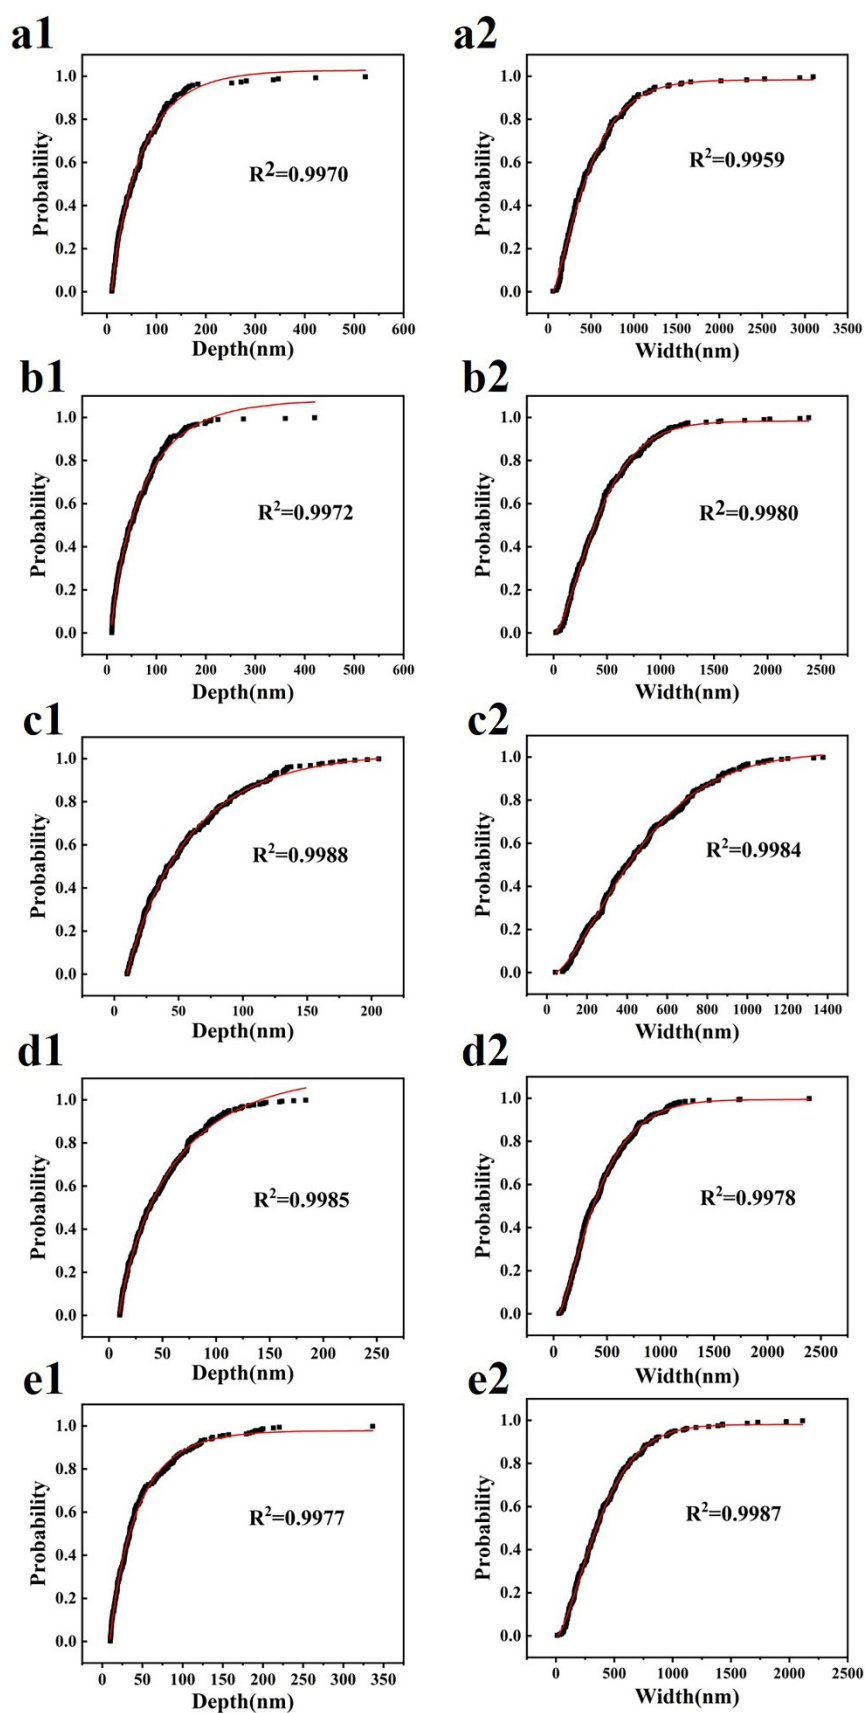 a1
1.0
0.8
0.6
0.4
0.2
0.0
Probability
R²=0.9970
0 100 200 300 400 500 600
Depth(nm)
a2
1.0
0.8
0.6
0.4
0.2
0.0
Probability
R²=0.9959
0 500 1000 1500 2000 2500 3000 3500
Width(nm)
b1
1.0
0.8
0.6
0.4
0.2
0.0
Probability
R²=0.9972
0 100 200 300 400 500 600
Depth(nm)
b2
1.0
0.8
0.6
0.4
0.2
0.0
Probability
R²=0.9980
0 500 1000 1500 2000 2500
Width(nm)
c1
1.0
0.8
0.6
0.4
0.2
0.0
Probability
R²=0.9988
0 50 100 150 200
Depth(nm)
c2
1.0
0.8
0.6
0.4
0.2
0.0
Probability
R²=0.9984
0 200 400 600 800 1000 1200 1400
Width(nm)
d1
1.0
0.8
0.6
0.4
0.2
0.0
Probability
R²=0.9985
0 50 100 150 200 250
Depth(nm)
d2
1.0
0.8
0.6
0.4
0.2
0.0
Probability
R²=0.9978
0 500 1000 1500 2000 2500
Width(nm)
e1
1.0
0.8
0.6
0.4
0.2
0.0
Probability
R²=0.9977
0 50 100 150 200 250 300 350
Depth(nm)
e2
1.0
0.8
0.6
0.4
0.2
0.0
Probability
R²=0.9987
0 500 1000 1500 2000 2500
Width(nm)